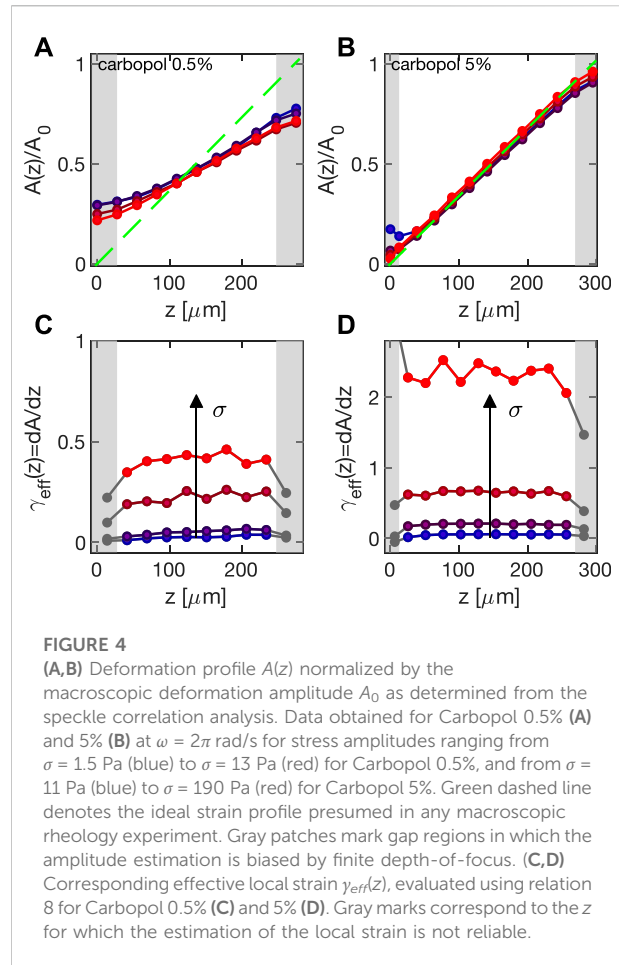 A
B
carbopol 0.5%
carbopol 5%
1
0.5
0
A(z)/A₀
0 100 200
z [μm]
1
0.5
0
A(z)/A₀
0 100 200 300
z [μm]
C
D
1
0.5
0
γeff(z)=dA/dz
σ
0 100 200
z [μm]
2
1
0
γeff(z)=dA/dz
σ
0 100 200 300
z [μm]
FIGURE 4
(A,B) Deformation profile A(z) normalized by the
macroscopic deformation amplitude A₀ as determined from the
speckle correlation analysis. Data obtained for Carbopol 0.5% (A)
and 5% (B) at ω = 2π rad/s for stress amplitudes ranging from
σ = 1.5 Pa (blue) to σ = 13 Pa (red) for Carbopol 0.5%, and from σ =
11 Pa (blue) to σ = 190 Pa (red) for Carbopol 5%. Green dashed line
denotes the ideal strain profile presumed in any macroscopic
rheology experiment. Gray patches mark gap regions in which the
amplitude estimation is biased by finite depth-of-focus. (C,D)
Corresponding effective local strain γeff(z), evaluated using relation
8 for Carbopol 0.5% (C) and 5% (D). Gray marks correspond to the z
for which the estimation of the local strain is not reliable.